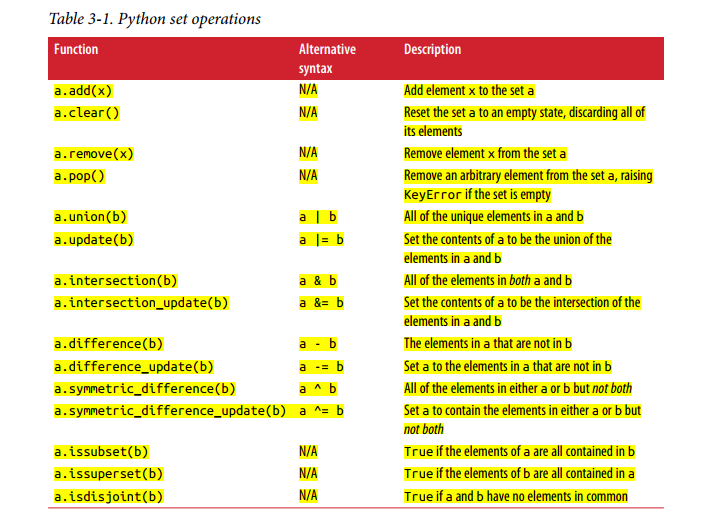 Table 3-1. Python set operations
Function Alternative syntax Description
a.add(x) N/A Add element x to the set a
a.clear() N/A Reset the set a to an empty state, discarding all of
its elements
a.remove(x) N/A Remove element x from the set a
a.pop() N/A Remove an arbitrary element from the set a, raising
KeyError if the set is empty
a.union(b) a | b All of the unique elements in a and b
a.update(b) a |= b Set the contents of a to be the union of the
elements in a and b
a.intersection(b) a & b All of the elements in both a and b
a.intersection_update(b) a &= b Set the contents of a to be the intersection of the
elements in a and b
a.difference(b) a - b The elements in a that are not in b
a.difference_update(b) a -= b Set a to the elements in a that are not in b
a.symmetric_difference(b) a ^ b All of the elements in either a or b but not both
a.symmetric_difference_update(b) a ^= b Set a to contain the elements in either a or b but
not both
a.issubset(b) N/A True if the elements of a are all contained in b
a.issuperset(b) N/A True if the elements of b are all contained in a
a.isdisjoint(b) N/A True if a and b have no elements in common